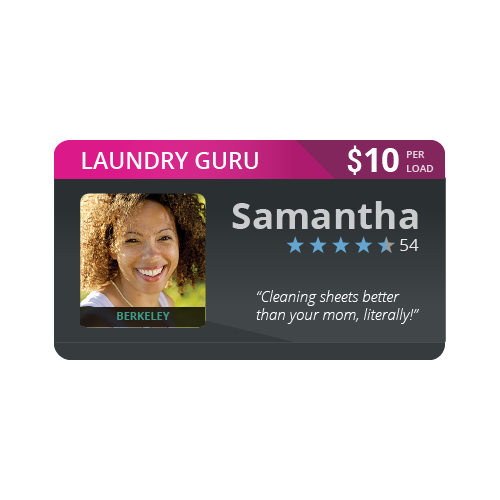 LAUNDRY GURU
$10 PER LOAD
Samantha
54
BERKELEY
“Cleaning sheets better
than your mom, literally!”